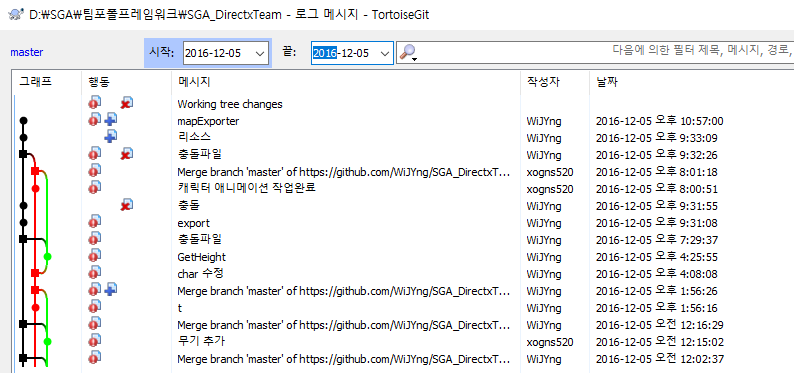 D:\SGA\팀포폴프레임워크\SGA_DirectxTeam - 로그 메시지 - TortoiseGit
master 시작: 2016-12-05 끝: 2016-12-05 다음에 의한 필터 제목, 메시지, 경로,
그래프 행동 메시지 작성자 날짜
Working tree changes
mapExporter WiJYng 2016-12-05 오후 10:57:00
리소스 WiJYng 2016-12-05 오후 9:33:09
충돌파일 WiJYng 2016-12-05 오후 9:32:26
Merge branch 'master' of https://github.com/WiJYng/SGA_DirectxT... xogns520 2016-12-05 오후 8:01:18
캐릭터 애니메이션 작업완료 xogns520 2016-12-05 오후 8:00:51
충돌 WiJYng 2016-12-05 오후 9:31:55
export WiJYng 2016-12-05 오후 9:31:08
충돌파일 WiJYng 2016-12-05 오후 7:29:37
GetHeight WiJYng 2016-12-05 오후 4:25:55
char 수정 WiJYng 2016-12-05 오후 4:08:08
Merge branch 'master' of https://github.com/WiJYng/SGA_DirectxT... WiJYng 2016-12-05 오후 1:56:26
t WiJYng 2016-12-05 오후 1:56:16
Merge branch 'master' of https://github.com/WiJYng/SGA_DirectxT... WiJYng 2016-12-05 오전 12:16:29
무기 추가 xogns520 2016-12-05 오전 12:15:02
Merge branch 'master' of https://github.com/WiJYng/SGA_DirectxT... WiJYng 2016-12-05 오전 12:02:37